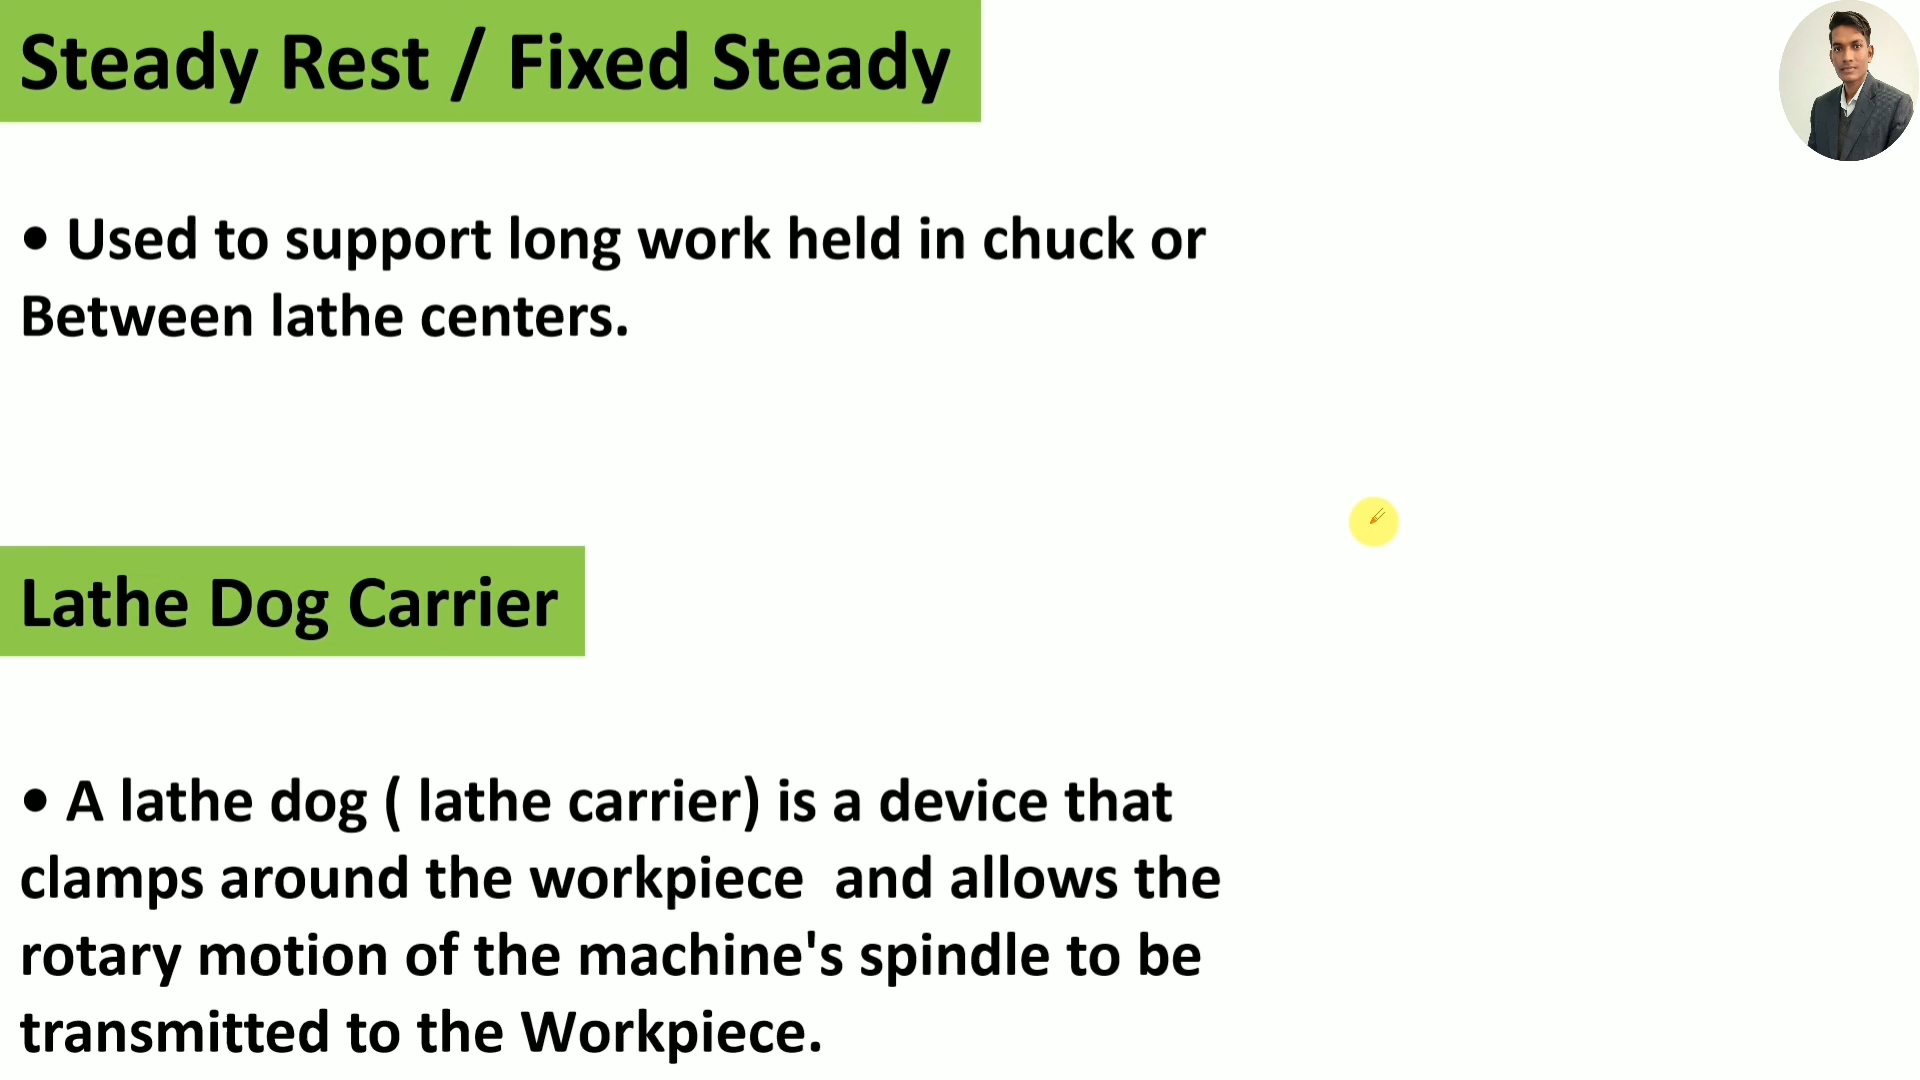 Steady Rest / Fixed Steady
• Used to support long work held in chuck or
Between lathe centers.
Lathe Dog Carrier
• A lathe dog ( lathe carrier) is a device that
clamps around the workpiece  and allows the
rotary motion of the machine's spindle to be
transmitted to the Workpiece.